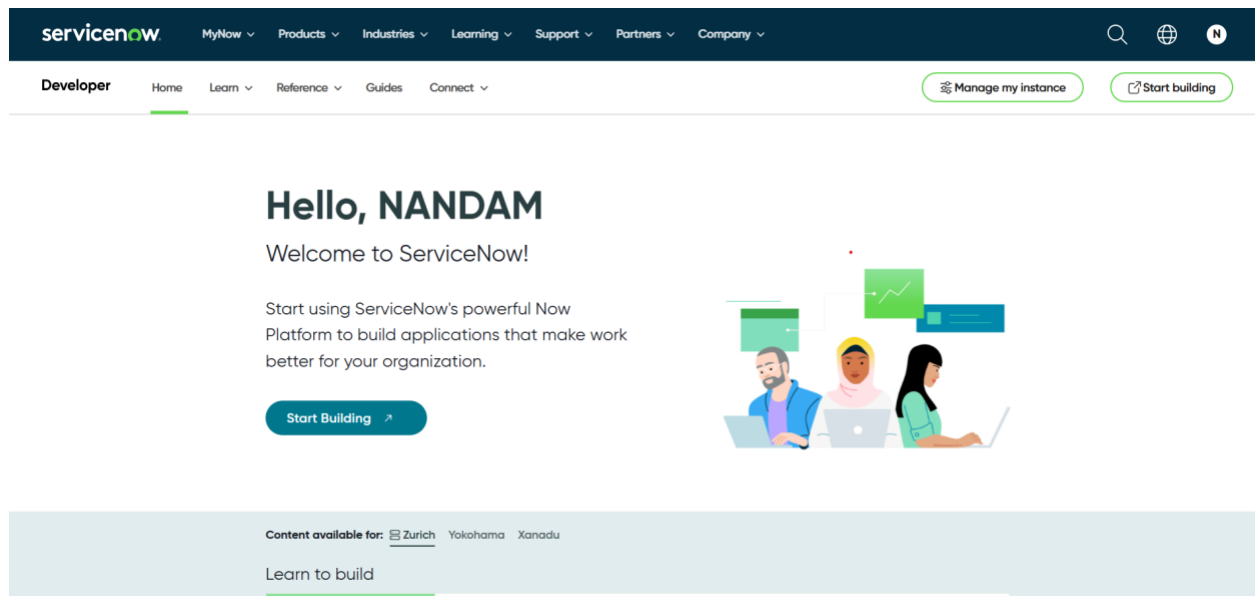 servicenow.
MyNow Products Industries Learning Support Partners Company
N
Developer
Home Learn Reference Guides Connect
Manage my instance
Start building
Hello, NANDAM
Welcome to ServiceNow!
Start using ServiceNow's powerful Now
Platform to build applications that make work
better for your organization.
Start Building
Content available for: Zurich Yokohama Xanadu
Learn to build